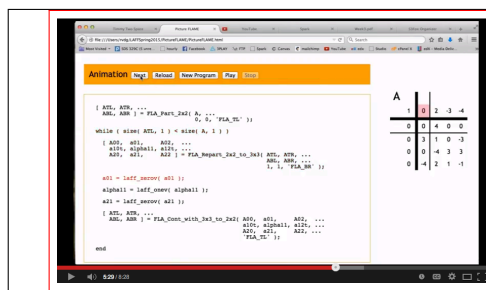 Picture FLAME
YouTube
Animation Next Reload New Program Play Stop
[ ATL, ATR, ...
ABL, ABR ] = FLA_Part_2x2( A, ...
0, 0, 'FLA_TL' );
while ( size( ATL, 1 ) < size( A, 1 ) )
[ A00, a01, A02, ...
a10t, alpha11, a12t, ...
A20, a21, A22 ] = FLA_Repart_2x2_to_3x3( ATL, ATR, ...
ABL, ABR, ...
1, 1, 'FLA_BR' );
a01 = laff_zerov( a01 );
alpha11 = laff_onev( alpha11 );
a21 = laff_zerov( a21 );
[ ATL, ATR, ...
ABL, ABR ] = FLA_Cont_with_3x3_to_2x2( A00, a01, A02, ...
a10t, alpha11, a12t, ...
A20, a21, A22, ...
'FLA_TL' );
end
A
1 0 2 -3 -4
0 0 4 0 0
0 3 1 0 -3
0 0 -4 3 3
0 -4 2 1 -1
5:29 / 8:28